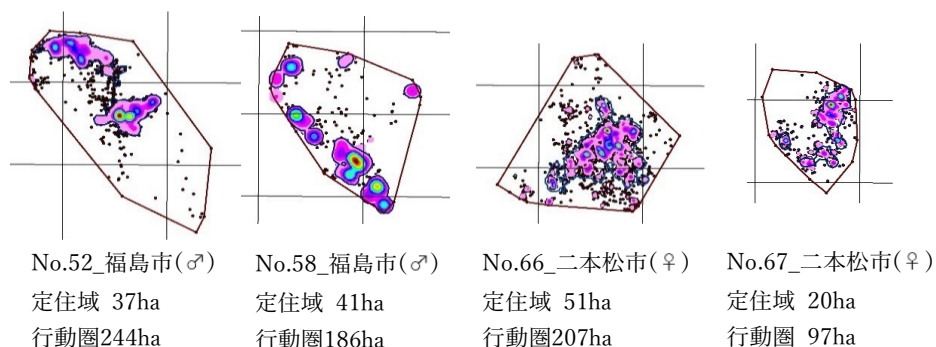 No.52_福島市(♂)
定住域 37ha
行動圏244ha
No.58_福島市(♂)
定住域 41ha
行動圏186ha
No.66_二本松市(♀)
定住域 51ha
行動圏207ha
No.67_二本松市(♀)
定住域 20ha
行動圏 97ha